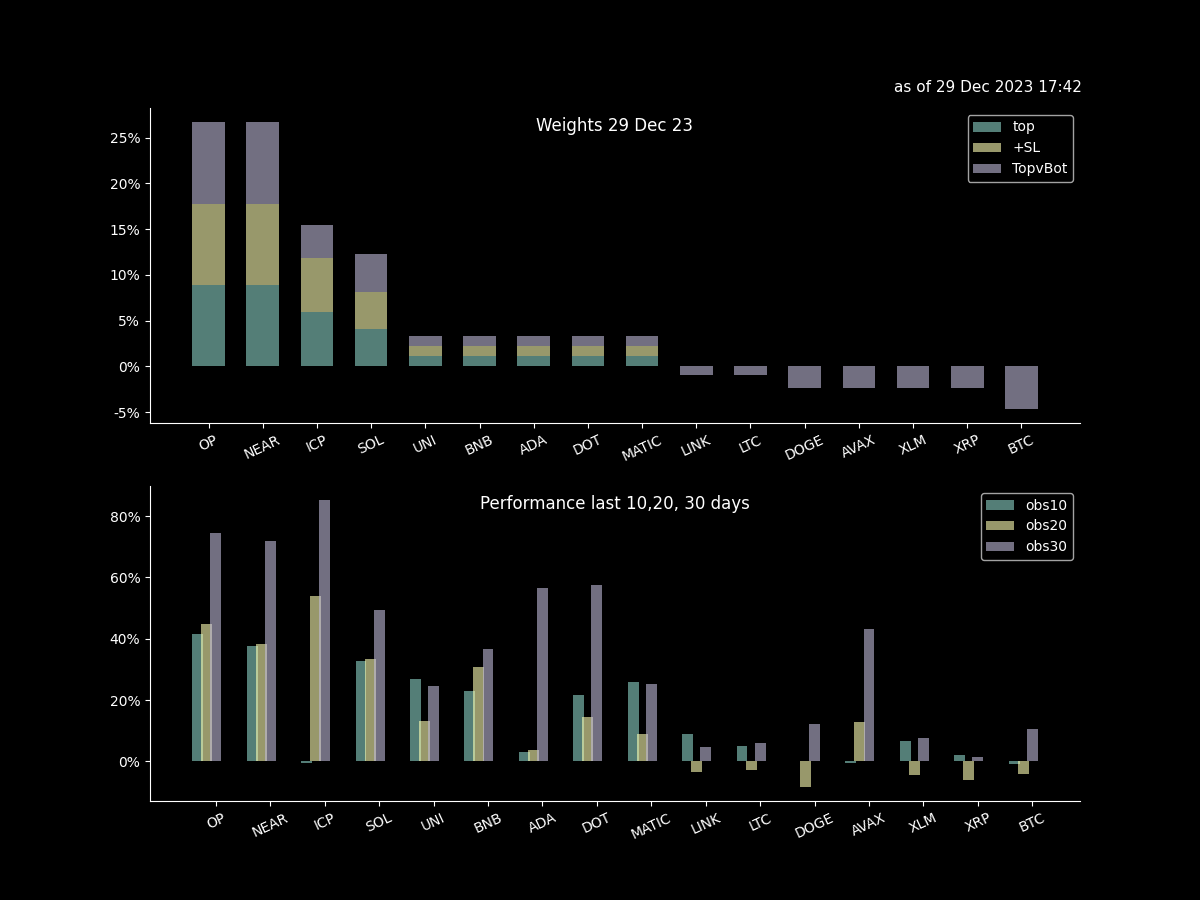 as of 29 Dec 2023 17:42
Weights 29 Dec 23
top
+SL
TopvBot
25%
20%
15%
10%
5%
0%
-5%
OP NEAR ICP SOL UNI BNB ADA DOT MATIC LINK LTC DOGE AVAX XLM XRP BTC
Performance last 10,20, 30 days
obs10
obs20
obs30
80%
60%
40%
20%
0%
OP NEAR ICP SOL UNI BNB ADA DOT MATIC LINK LTC DOGE AVAX XLM XRP BTC